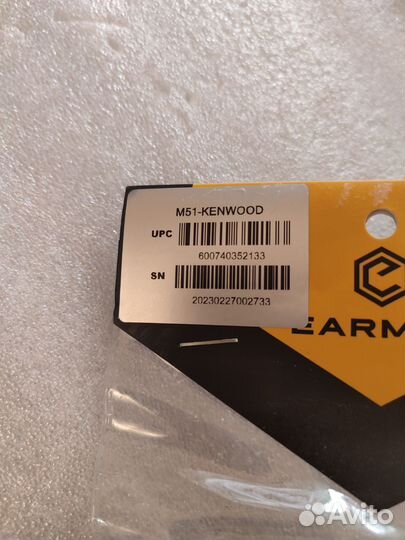 M51-KENWOOD
UPC
600740352133
SN
20230227002733
EARM
Avito